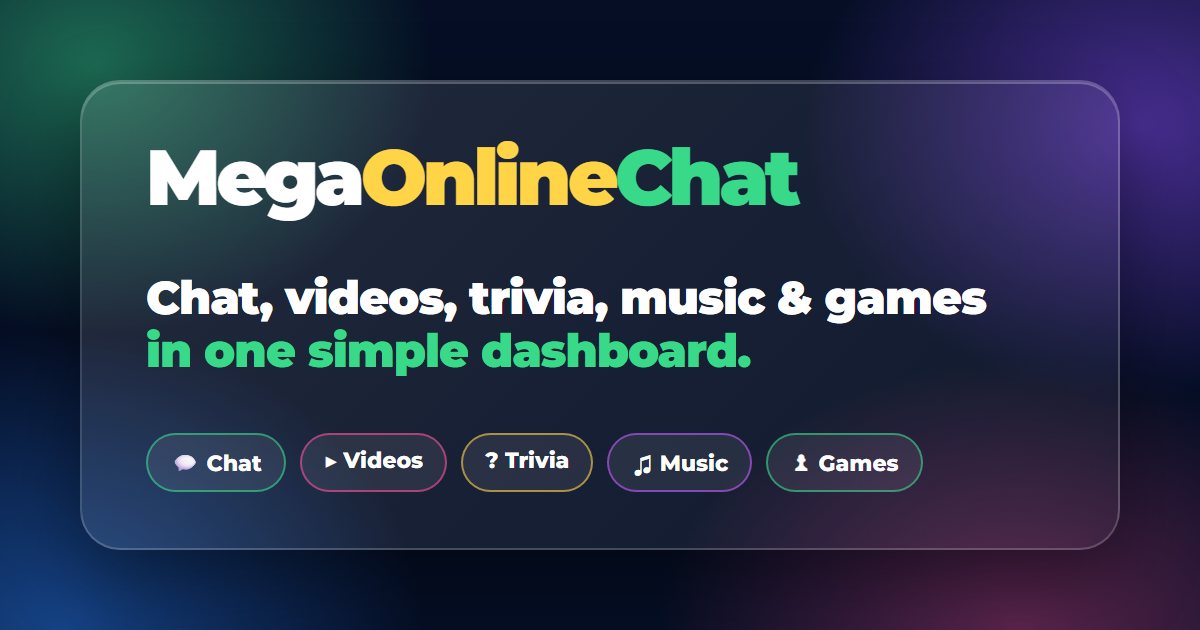 MegaOnlineChat
Chat, videos, trivia, music & games
in one simple dashboard.
Chat
Videos
? Trivia
Music
Games